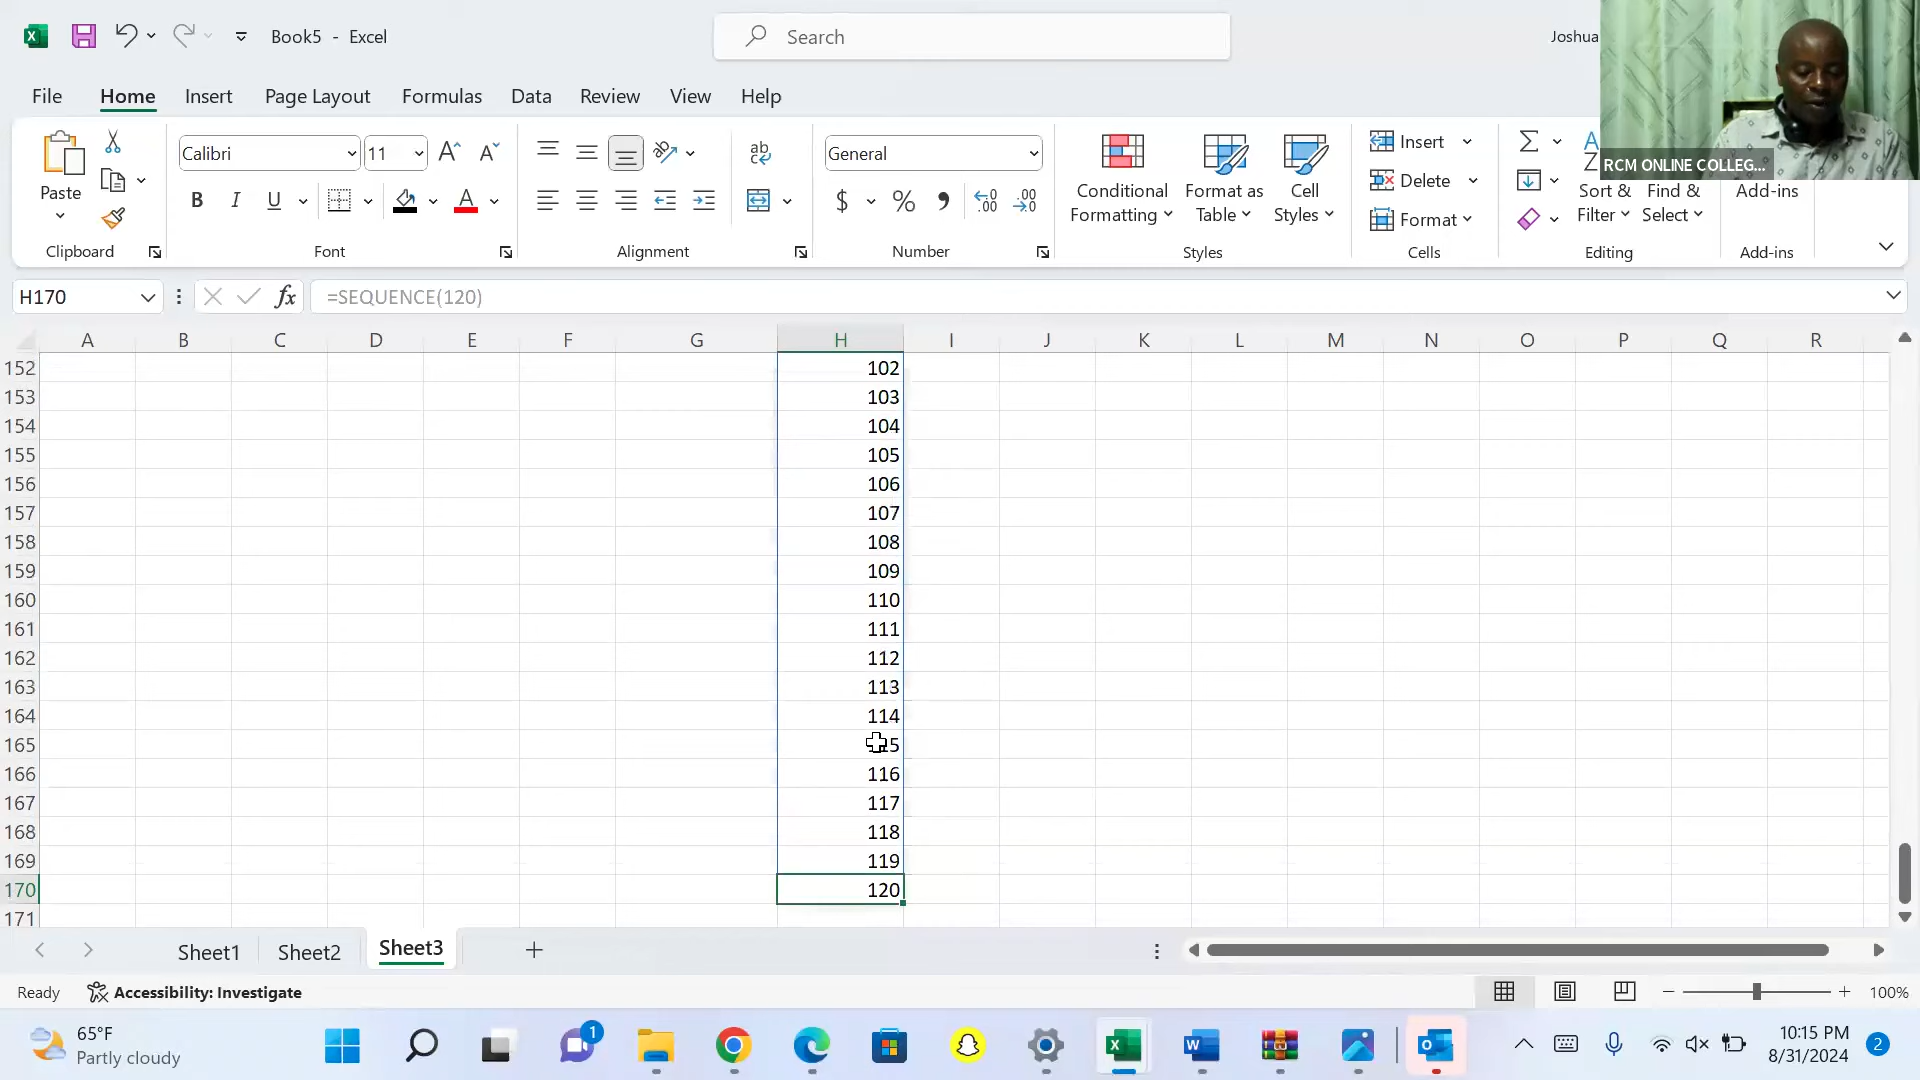 Book5 - Excel
Search
Joshua
File Home Insert Page Layout Formulas Data Review View Help
RCM ONLINE COLLEG...
Paste
Clipboard
Calibri 11
B I U
Font
Alignment
General
Number
Conditional Formatting
Format as Table
Cell Styles
Styles
Insert
Delete
Format
Cells
Sort & Filter
Find & Select
Editing
Add-ins
Add-ins
H170 fx =SEQUENCE(120)
A B C D E F G H I J K L M N O P Q R
152 102
153 103
154 104
155 105
156 106
157 107
158 108
159 109
160 110
161 111
162 112
163 113
164 114
165
166 116
167 117
168 118
169 119
170 120
171
Sheet1 Sheet2 Sheet3
Ready Accessibility: Investigate 100%
65°F
Partly cloudy
1
10:15 PM
8/31/2024
2